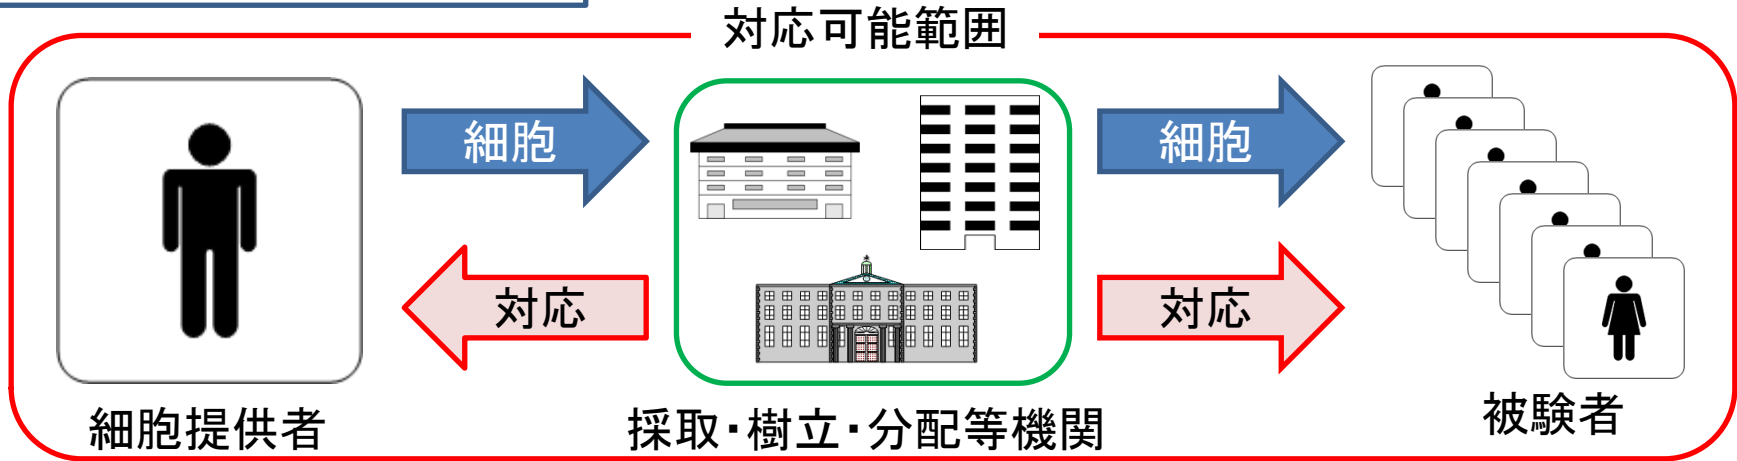 対応可能範囲
細胞
細胞
対応
対応
細胞提供者
採取・樹立・分配等機関
被験者